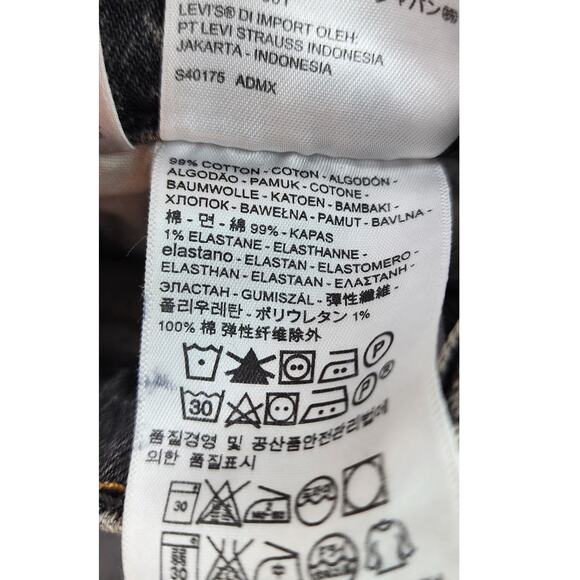 LEVI'S® DI IMPORT OLEH:
PT LEVI STRAUSS INDONESIA
JAKARTA - INDONESIA
S40175 ADMX
99% COTTON - COTON - ALGODÓN -
ALGODÃO - PAMUK - COTONE -
BAUMWOLLE - KATOEN - BAMBAKI -
ХЛОПОК - BAWEŁNA - PAMUT - BAVLNA -
棉 - 면 - 綿 99% - KAPAS
1% ELASTANE - ELASTHANNE -
elastano - ELASTAN - ELASTOMERO -
ELASTHAN - ELASTAAN - ΕΛΑΣΤΑΝΗ -
ЭЛАСТАН - GUMISZÁL - 彈性纖維 -
폴리우레탄 - ポリウレタン 1%
100% 棉 弹性纤维除外
P
30 P
품질경영 및 공산품안전관리법에
의한 품질표시
30
30